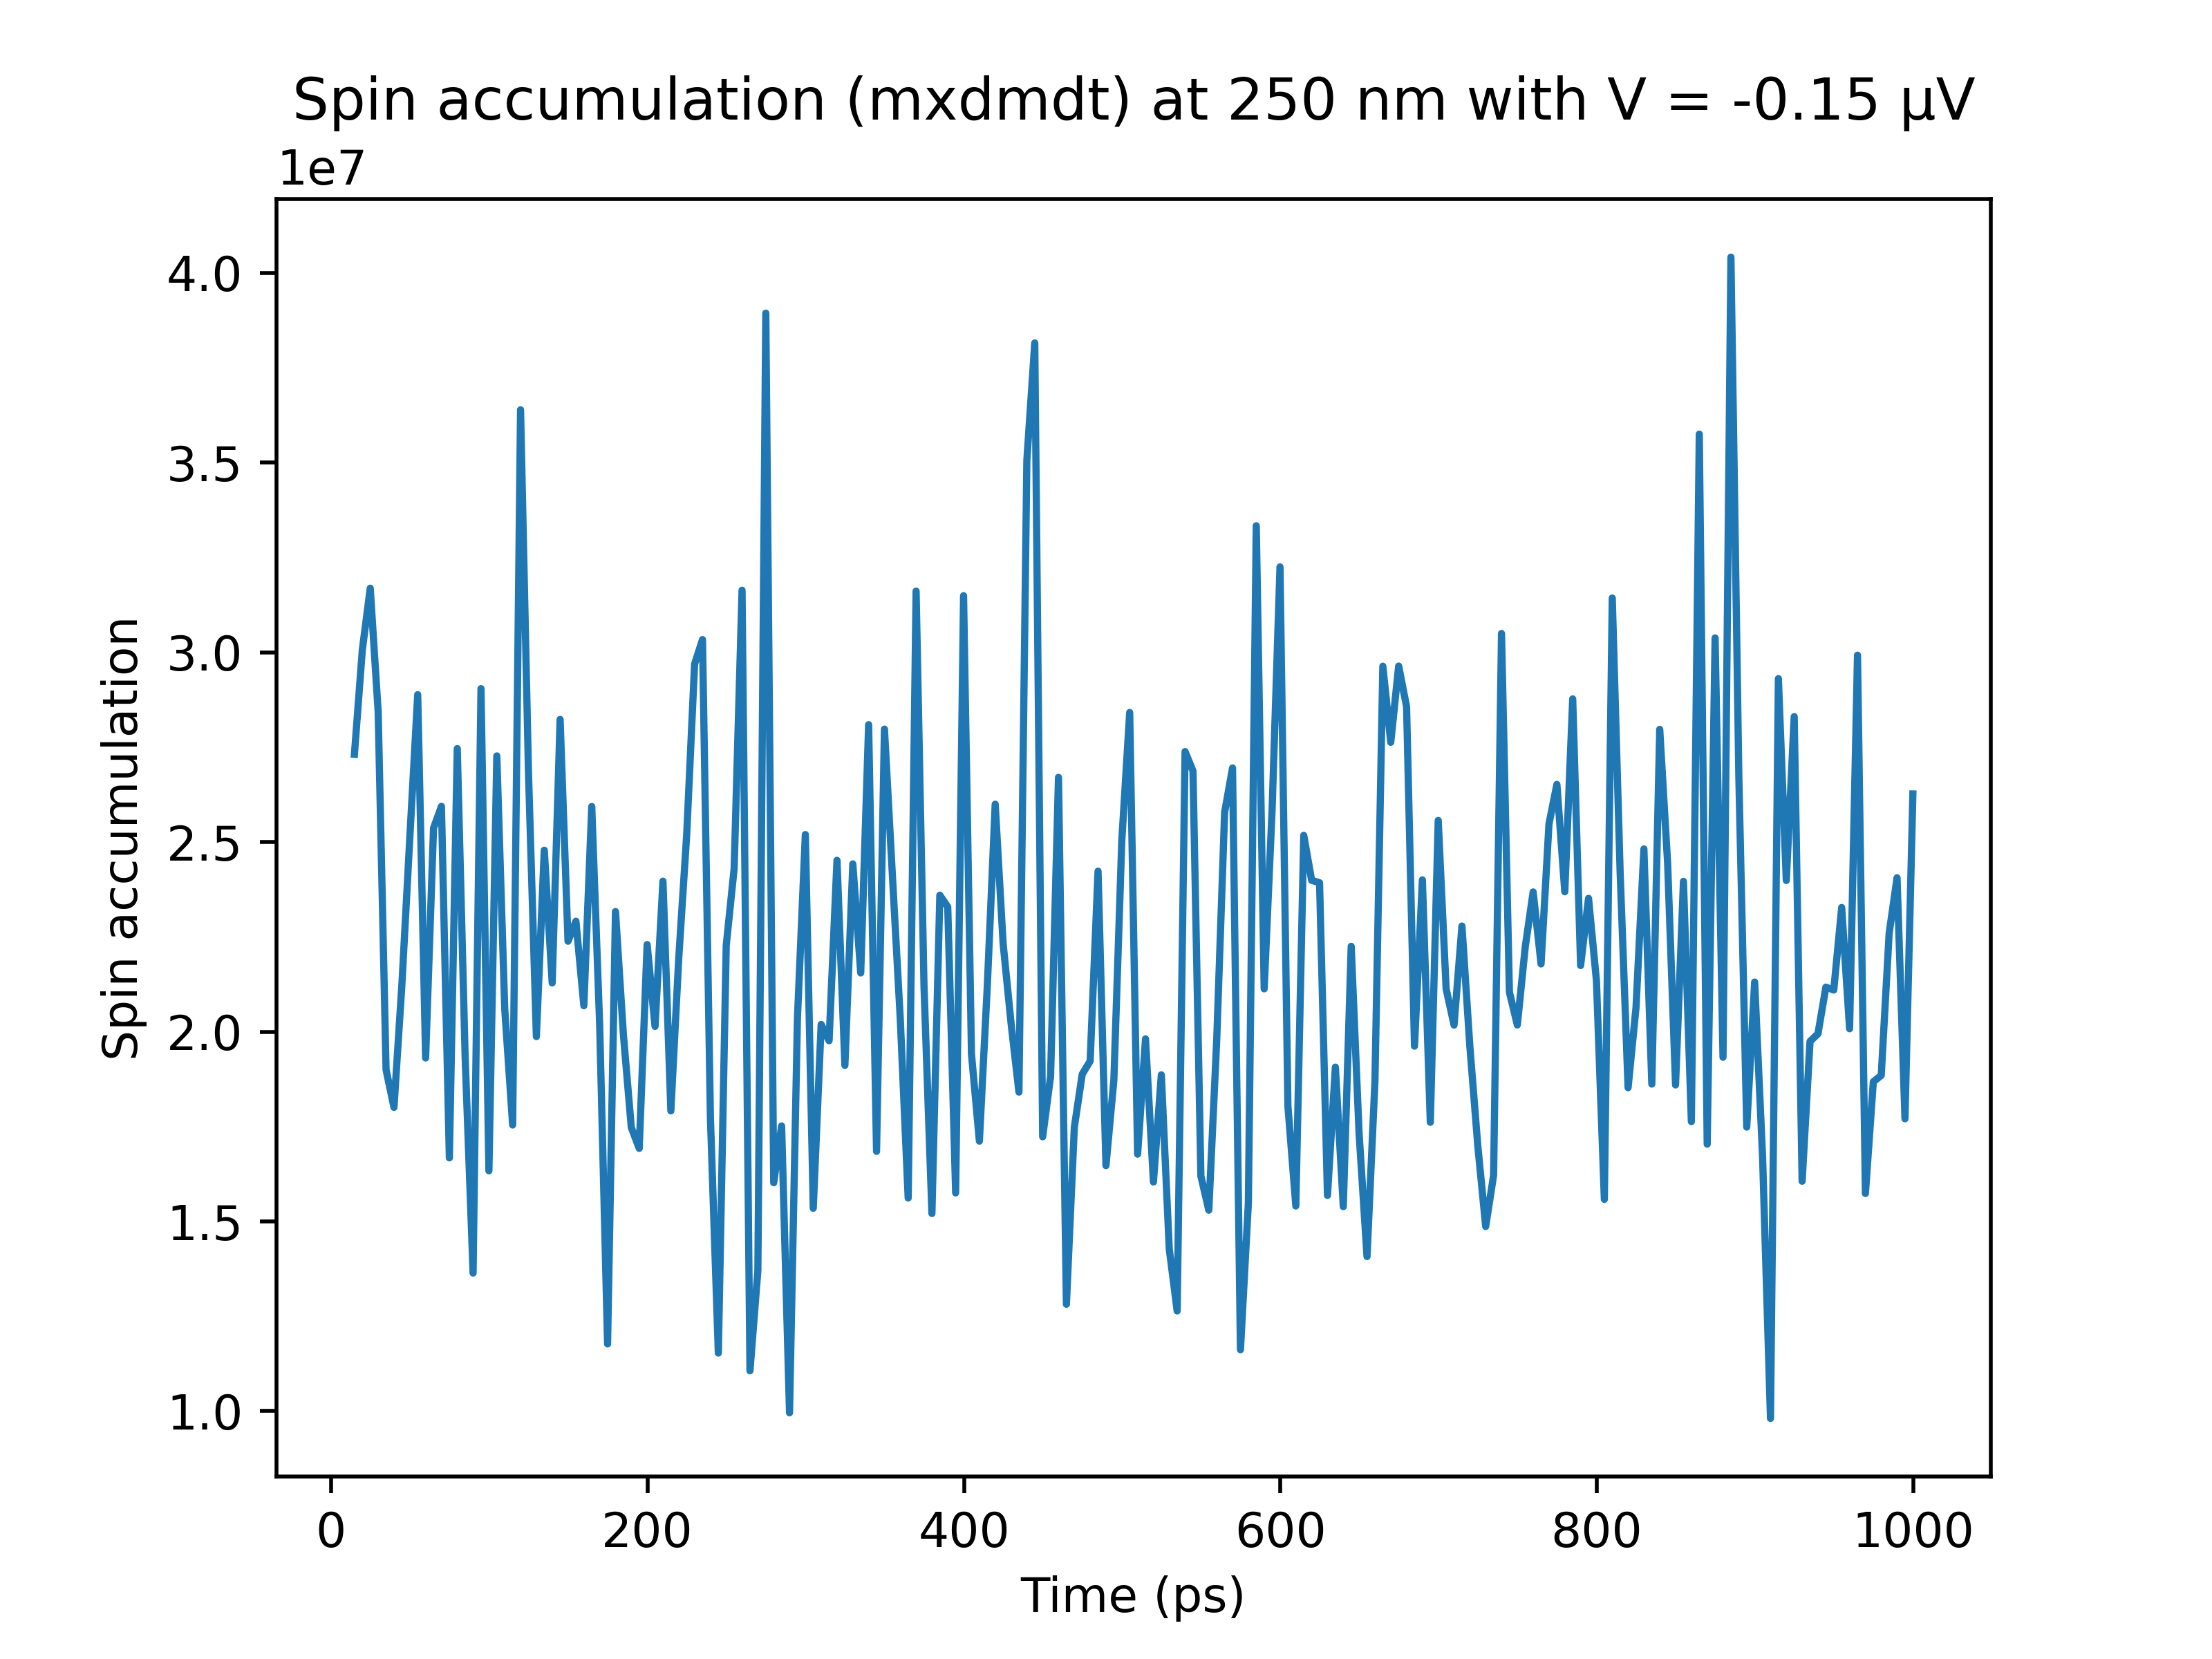 Spin accumulation (mxdmdt) at 250 nm with V = -0.15 µV
1e7
4.0
3.5
3.0
2.5
2.0
1.5
1.0
Spin accumulation
0 200 400 600 800 1000
Time (ps)